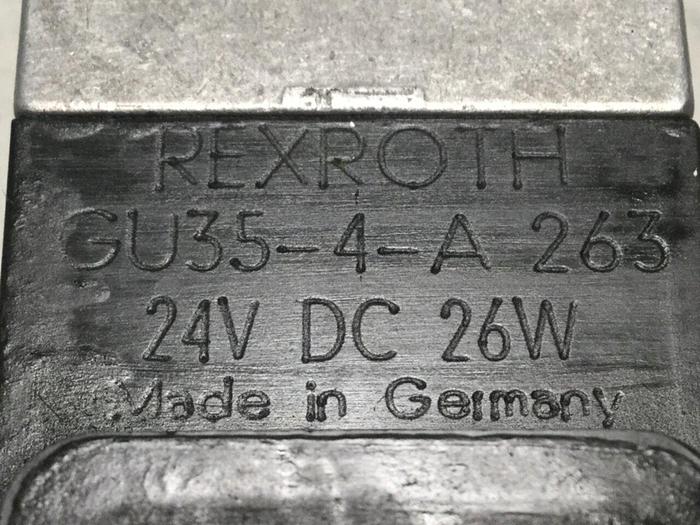 REXROTH
GU35-4-A 263
24V DC 26W
Made in Germany